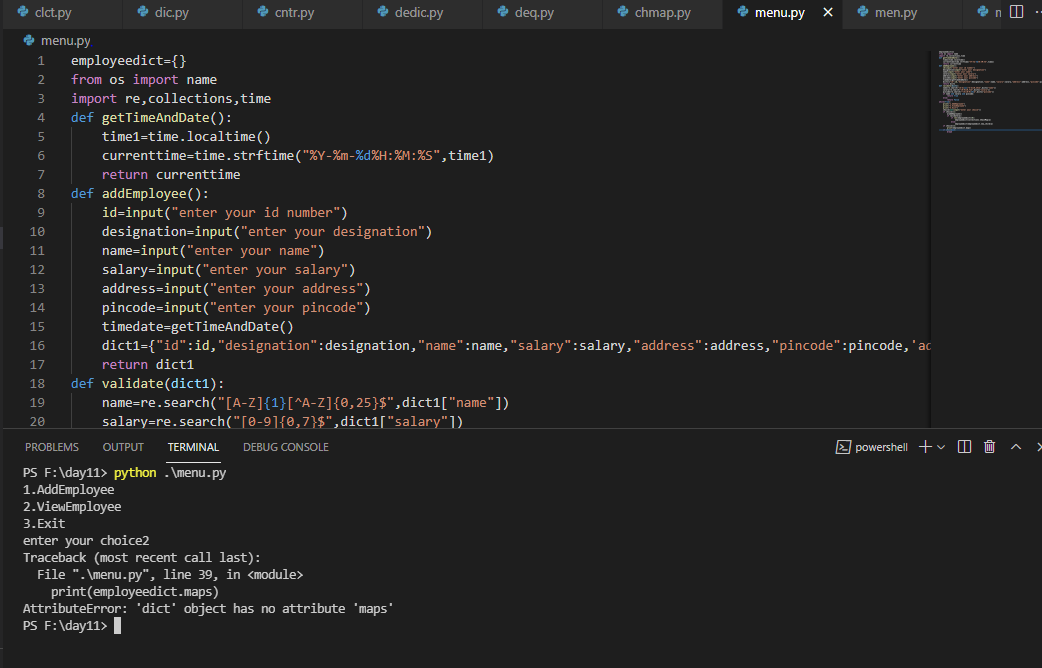 clct.py dic.py cntr.py dedic.py deq.py chmap.py menu.py men.py
menu.py
1 employeedict={}
2 from os import name
3 import re,collections,time
4 def getTimeAndDate():
5 time1=time.localtime()
6 currenttime=time.strftime("%Y-%m-%d%H:%M:%S",time1)
7 return currenttime
8 def addEmployee():
9 id=input("enter your id number")
10 designation=input("enter your designation")
11 name=input("enter your name")
12 salary=input("enter your salary")
13 address=input("enter your address")
14 pincode=input("enter your pincode")
15 timedate=getTimeAndDate()
16 dict1={"id":id,"designation":designation,"name":name,"salary":salary,"address":address,"pincode":pincode,'ad
17 return dict1
18 def validate(dict1):
19 name=re.search("[A-Z]{1}[^A-Z]{0,25}$",dict1["name"])
20 salary=re.search("[0-9]{0,7}$",dict1["salary"])
PROBLEMS OUTPUT TERMINAL DEBUG CONSOLE powershell
PS F:\day11> python .\menu.py
1.AddEmployee
2.ViewEmployee
3.Exit
enter your choice2
Traceback (most recent call last):
File ".\menu.py", line 39, in <module>
print(employeedict.maps)
AttributeError: 'dict' object has no attribute 'maps'
PS F:\day11>